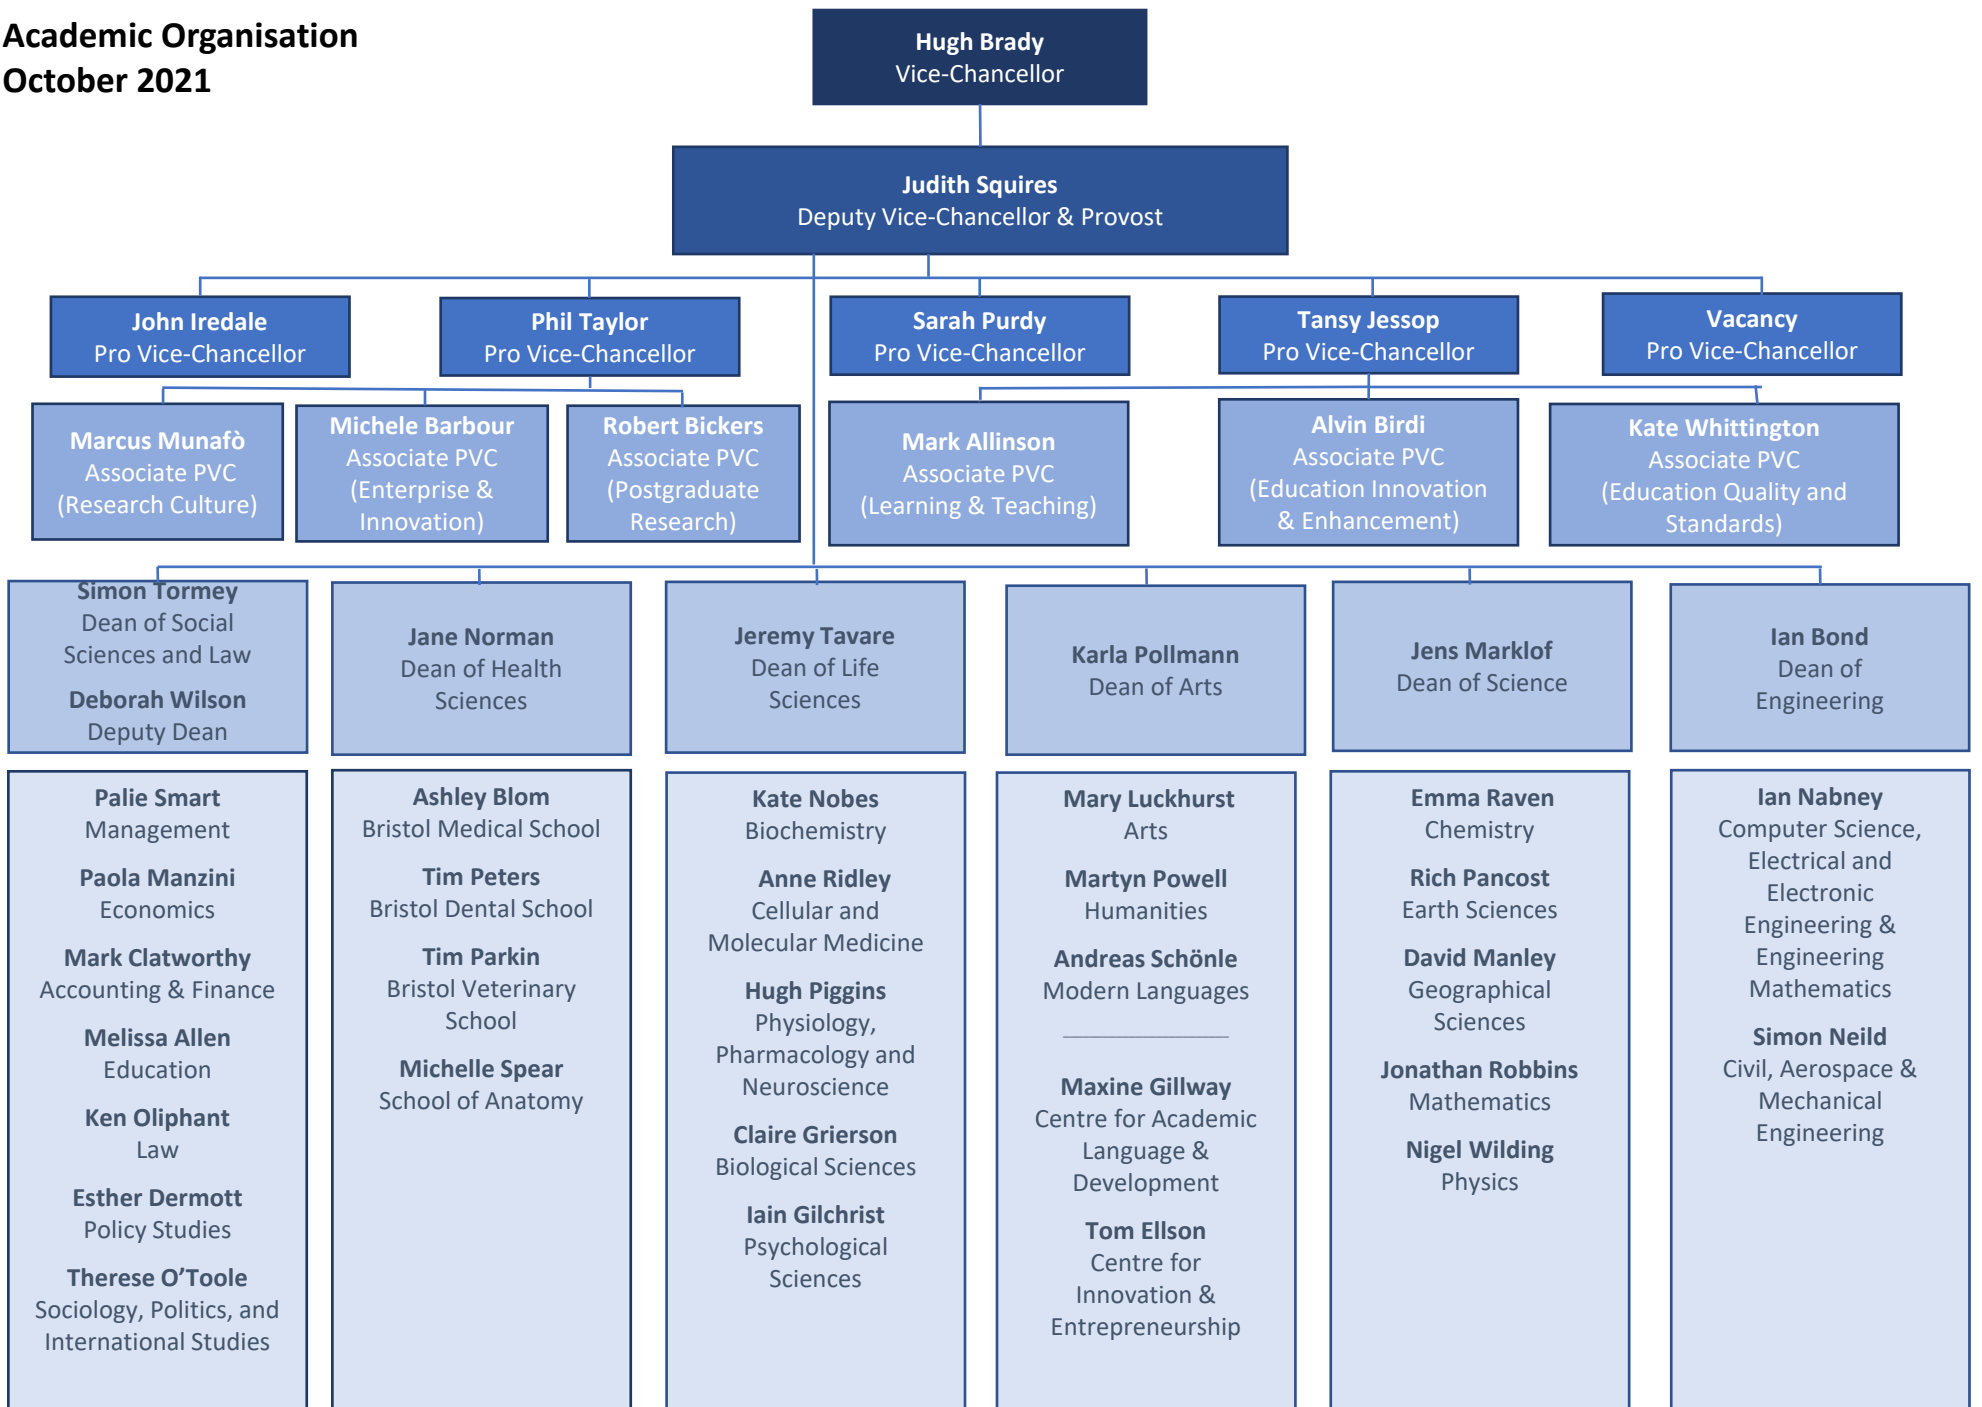 Academic Organisation
October 2021
Hugh Brady
Vice-Chancellor
Judith Squires
Deputy Vice-Chancellor & Provost
John Iredale
Pro Vice-Chancellor
Phil Taylor
Pro Vice-Chancellor
Sarah Purdy
Pro Vice-Chancellor
Tansy Jessop
Pro Vice-Chancellor
Vacancy
Pro Vice-Chancellor
Marcus Munafò
Associate PVC
(Research Culture)
Michele Barbour
Associate PVC
(Enterprise &
Innovation)
Robert Bickers
Associate PVC
(Postgraduate
Research)
Mark Allinson
Associate PVC
(Learning & Teaching)
Alvin Birdi
Associate PVC
(Education Innovation
& Enhancement)
Kate Whittington
Associate PVC
(Education Quality and
Standards)
Simon Tormey
Dean of Social
Sciences and Law
Deborah Wilson
Deputy Dean
Jane Norman
Dean of Health
Sciences
Jeremy Tavare
Dean of Life
Sciences
Karla Pollmann
Dean of Arts
Jens Marklof
Dean of Science
Ian Bond
Dean of
Engineering
Palie Smart
Management
Paola Manzini
Economics
Mark Clatworthy
Accounting & Finance
Melissa Allen
Education
Ken Oliphant
Law
Esther Dermott
Policy Studies
Therese O’Toole
Sociology, Politics, and
International Studies
Ashley Blom
Bristol Medical School
Tim Peters
Bristol Dental School
Tim Parkin
Bristol Veterinary
School
Michelle Spear
School of Anatomy
Kate Nobes
Biochemistry
Anne Ridley
Cellular and
Molecular Medicine
Hugh Piggins
Physiology,
Pharmacology and
Neuroscience
Claire Grierson
Biological Sciences
Iain Gilchrist
Psychological
Sciences
Mary Luckhurst
Arts
Martyn Powell
Humanities
Andreas Schönle
Modern Languages
Maxine Gillway
Centre for Academic
Language &
Development
Tom Ellson
Centre for
Innovation &
Entrepreneurship
Emma Raven
Chemistry
Rich Pancost
Earth Sciences
David Manley
Geographical
Sciences
Jonathan Robbins
Mathematics
Nigel Wilding
Physics
Ian Nabney
Computer Science,
Electrical and
Electronic
Engineering &
Engineering
Mathematics
Simon Neild
Civil, Aerospace &
Mechanical
Engineering